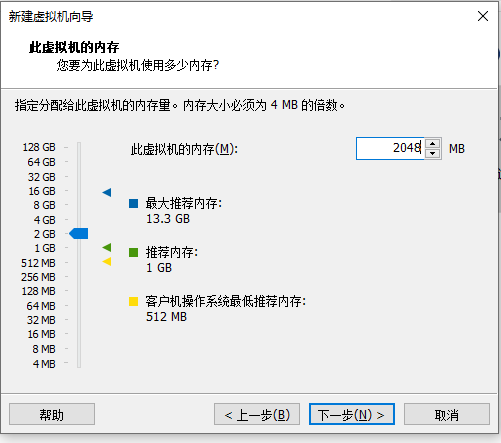 新建虚拟机向导
此虚拟机的内存
您要为此虚拟机使用多少内存?
指定分配给此虚拟机的内存量。内存大小必须为 4 MB 的倍数。
128 GB
64 GB
32 GB
16 GB
8 GB
4 GB
2 GB
1 GB
512 MB
256 MB
128 MB
64 MB
32 MB
16 MB
8 MB
4 MB
此虚拟机的内存(M):
2048
MB
最大推荐内存:
13.3 GB
推荐内存:
1 GB
客户机操作系统最低推荐内存:
512 MB
帮助
< 上一步(B)
下一步(N) >
取消